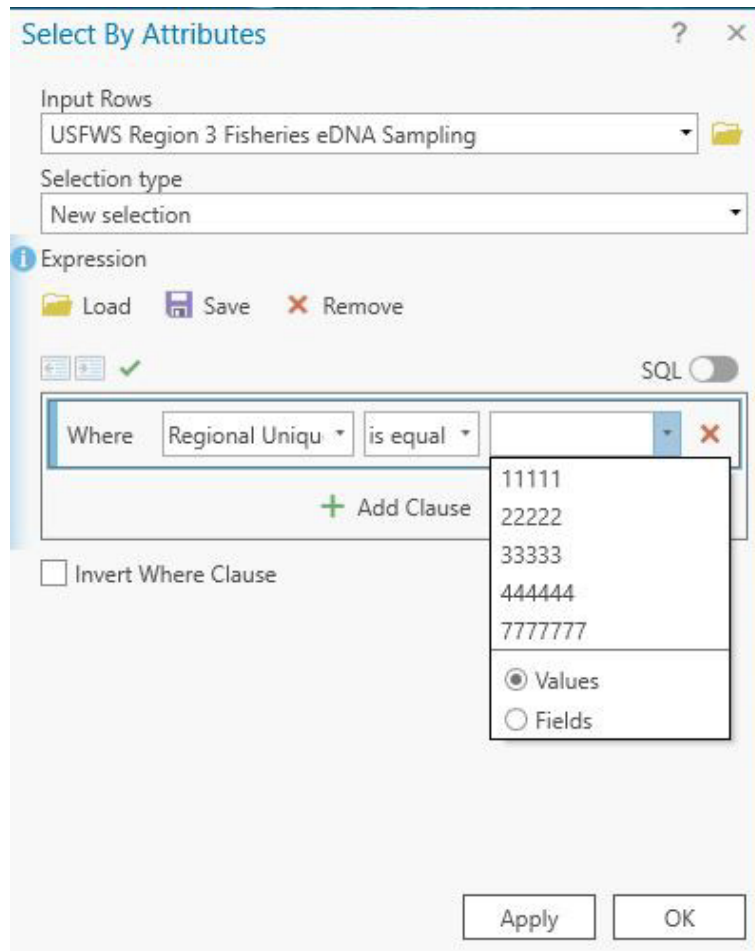 Select By Attributes ? ×
Input Rows
USFWS Region 3 Fisheries eDNA Sampling
Selection type
New selection
Expression
Load Save Remove
SQL
Where Regional Uniqu is equal
11111
+ Add Clause
22222
33333
Invert Where Clause
444444
7777777
Values
Fields
Apply OK